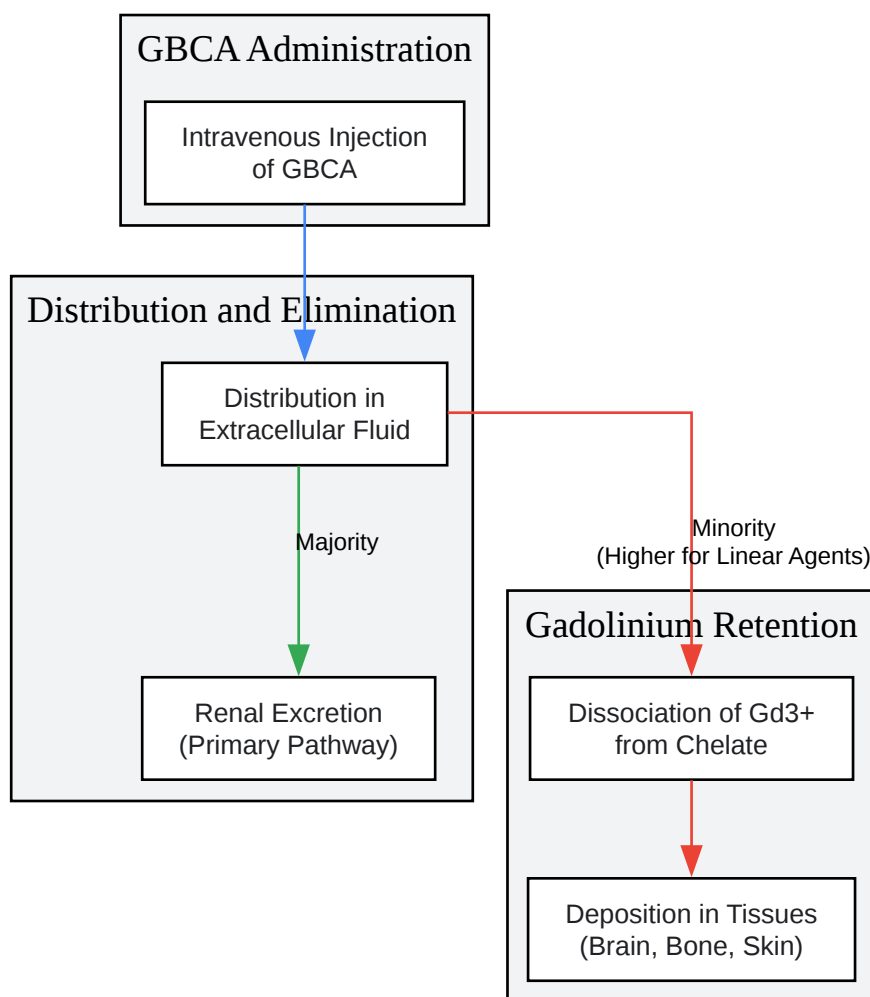 GBCA Administration
Intravenous Injection
of GBCA
Distribution and Elimination
Distribution in
Extracellular Fluid
Majority
Minority
(Higher for Linear Agents)
Renal Excretion
(Primary Pathway)
Gadolinium Retention
Dissociation of Gd3+
from Chelate
Deposition in Tissues
(Brain, Bone, Skin)